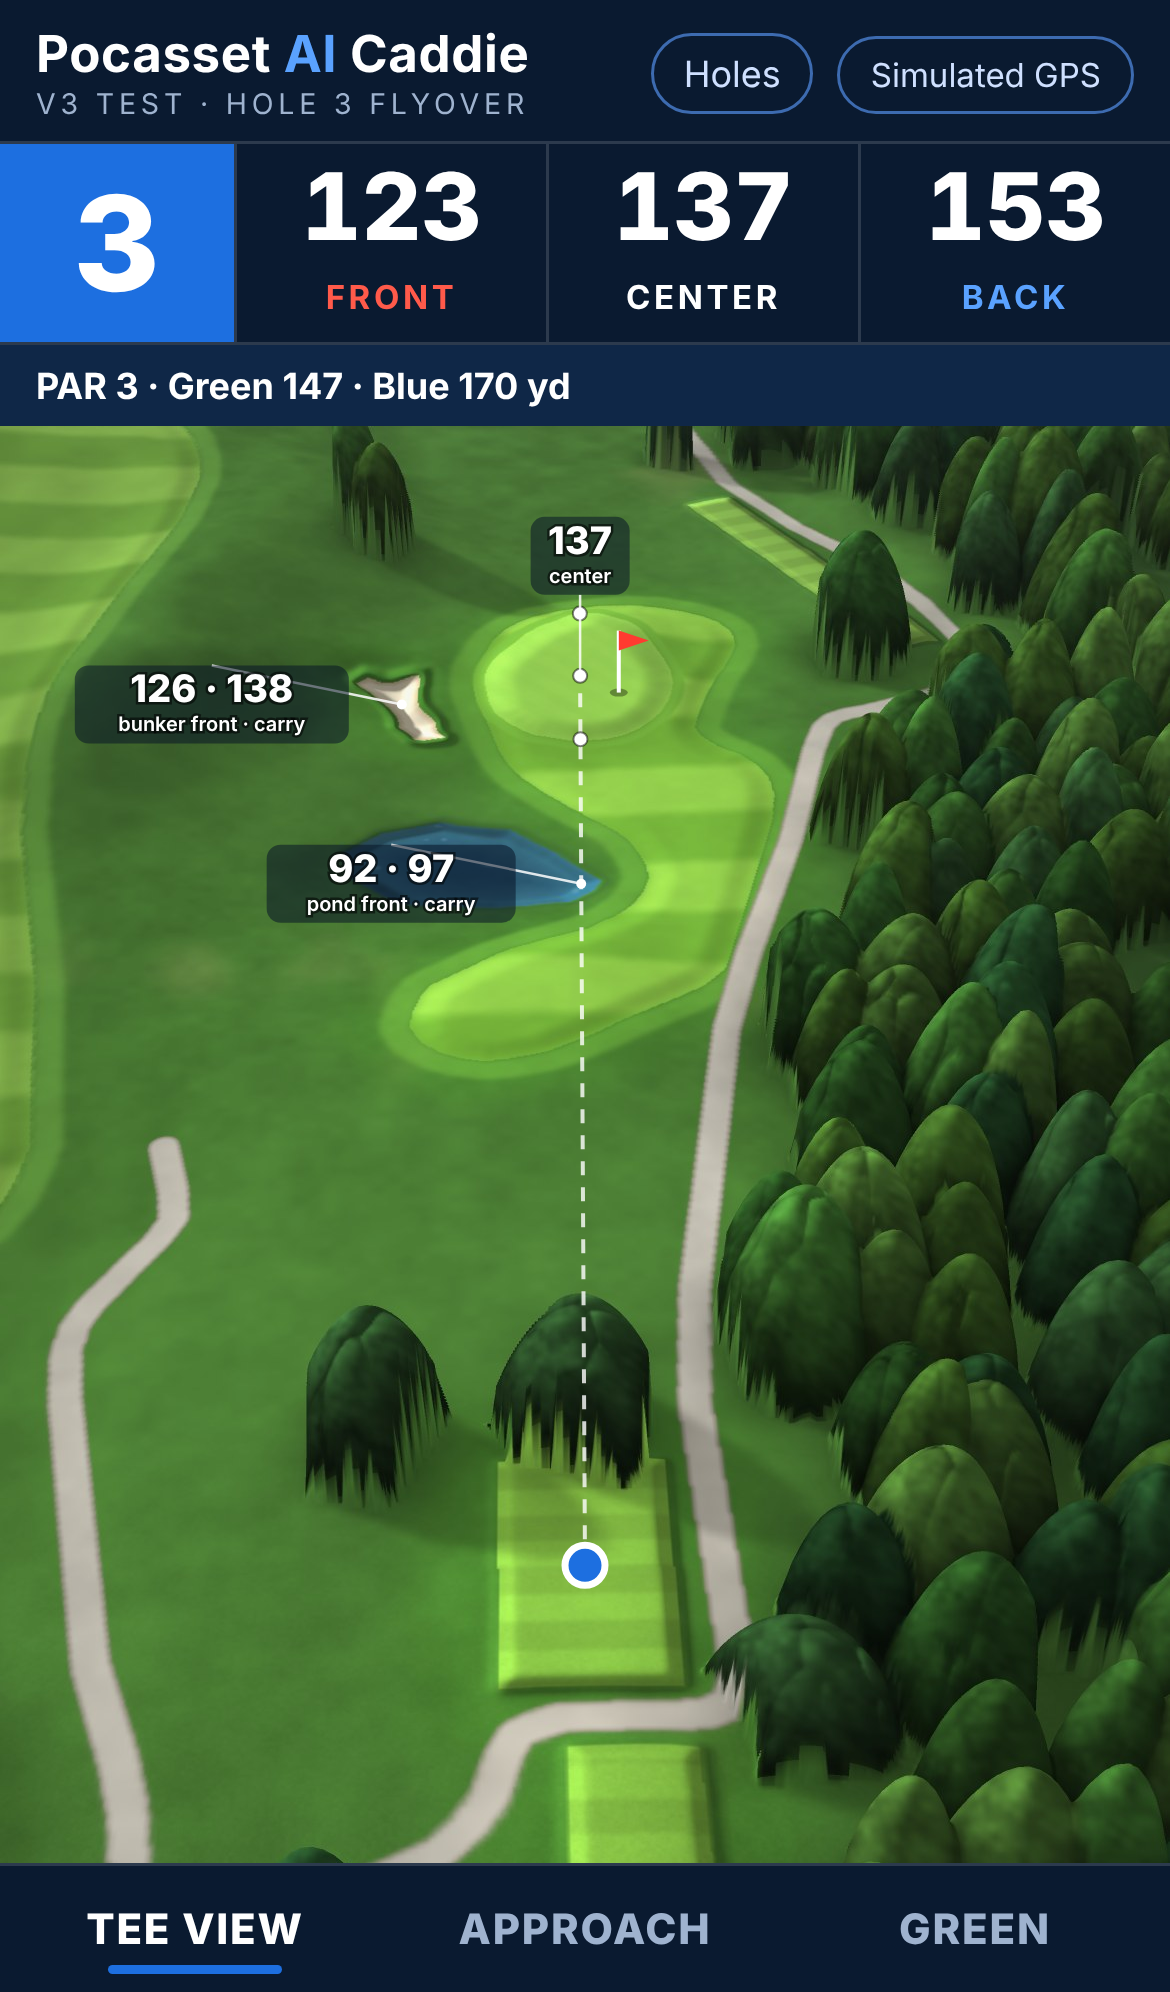 Pocasset AI Caddie
V3 TEST · HOLE 3 FLYOVER
Holes
Simulated GPS
3
123
FRONT
137
CENTER
153
BACK
PAR 3 · Green 147 · Blue 170 yd
137
center
126 · 138
bunker front · carry
92 · 97
pond front · carry
TEE VIEW
APPROACH
GREEN